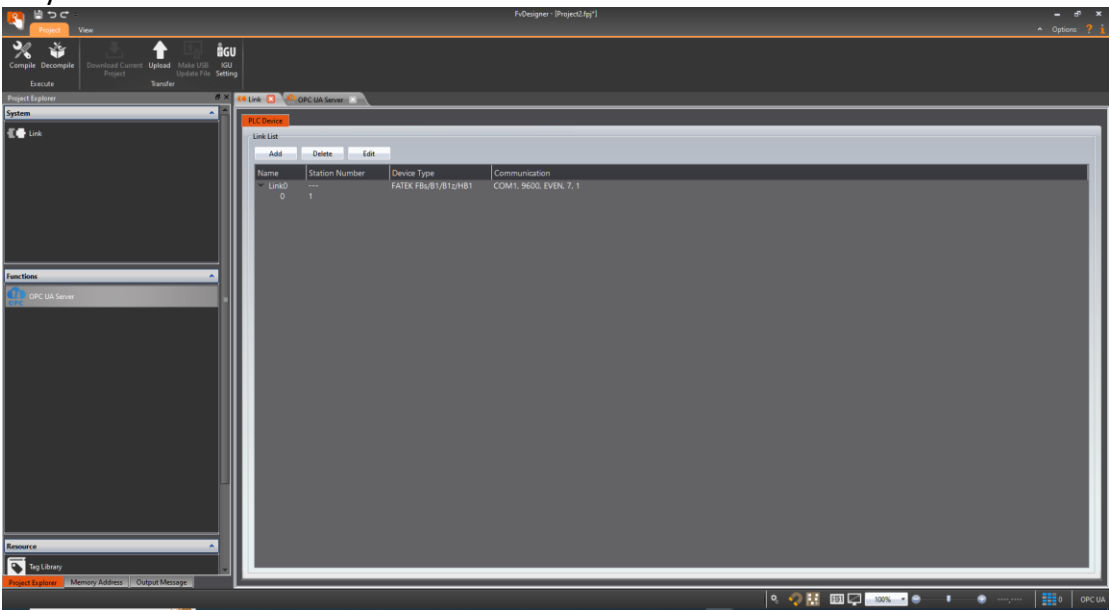 FvDesigner - [Project2.fpj*]
Project View
Options ? i
Compile Decompile Download Current Project Upload Make USB Update File IGU Setting
IGU
Execute Transfer
Project Explorer
Link OPC UA Server
System
Link
PLC Device
Link List
Add Delete Edit
Name Station Number Device Type Communication
Link0 --- FATEK FBs/B1/B1z/HB1 COM1, 9600, EVEN, 7, 1
0 1
Functions
OPC
OPC UA Server
Resource
Tag Library
Project Explorer Memory Address Output Message
100% ----,---- 0 OPC UA